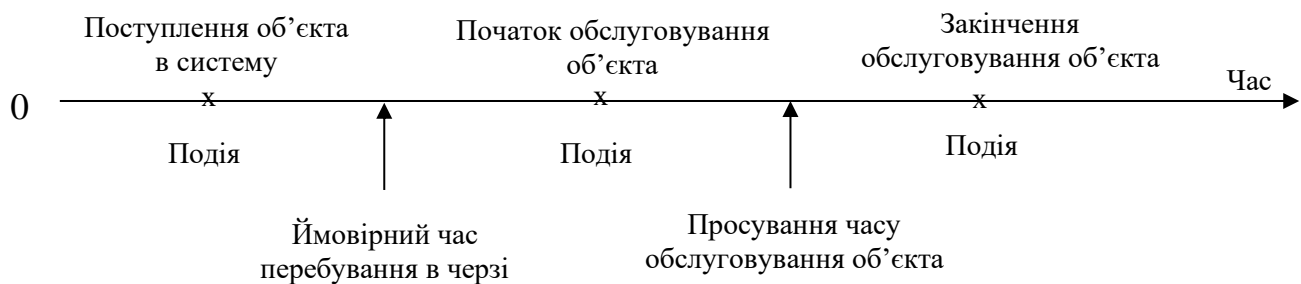 Поступлення об’єкта
в систему
Початок обслуговування
об’єкта
Закінчення
обслуговування об’єкта
Час
0
х
х
х
Подія
Подія
Подія
Ймовірний час
перебування в черзі
Просування часу
обслуговування об’єкта